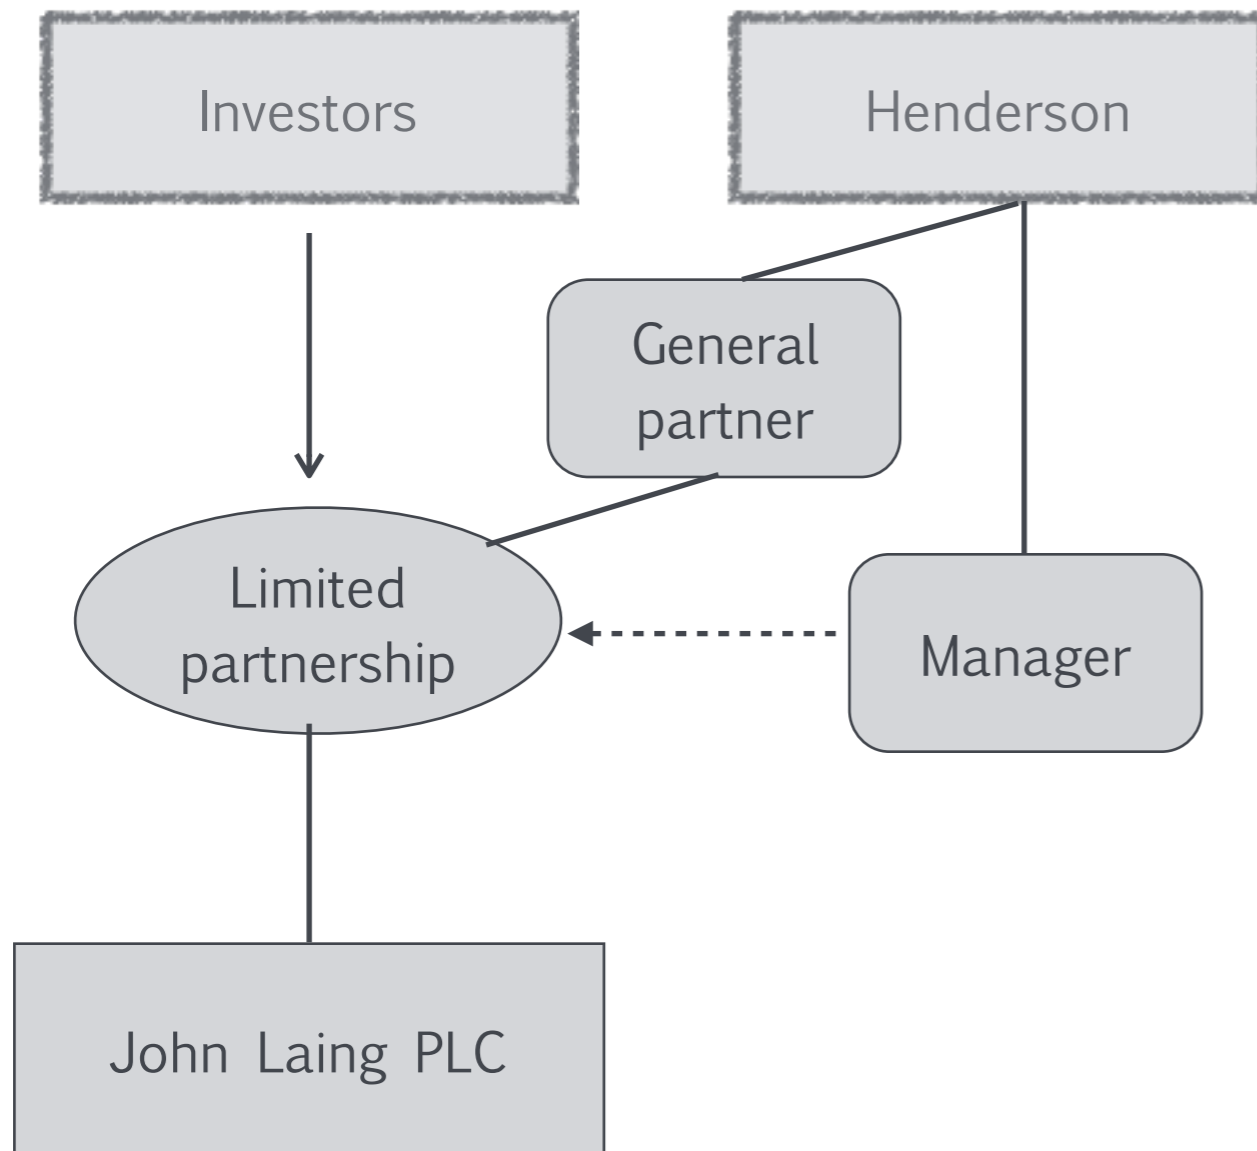 Investors
Henderson
General
partner
Limited
partnership
Manager
John Laing PLC